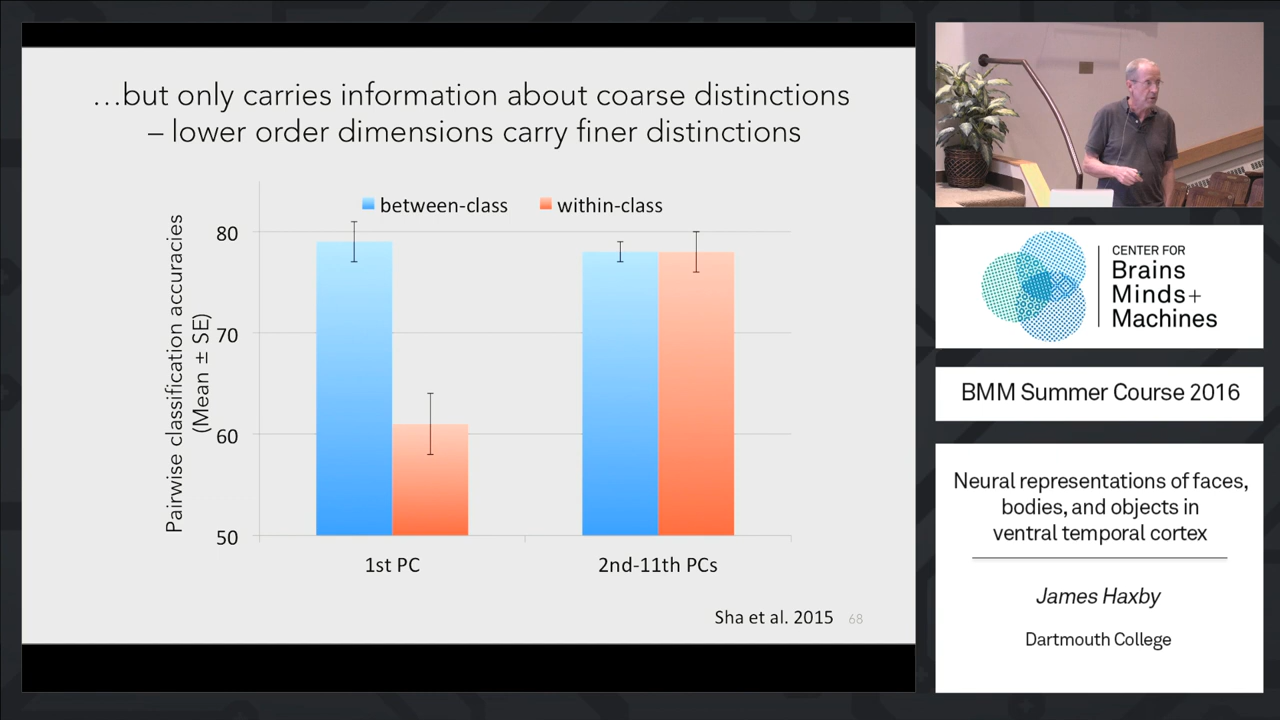 …but only carries information about coarse distinctions
– lower order dimensions carry finer distinctions
between-class
within-class
Pairwise classification accuracies
(Mean ± SE)
80
70
60
50
1st PC
2nd-11th PCs
Sha et al. 2015
68
CENTER FOR
Brains
Minds+
Machines
BMM Summer Course 2016
Neural representations of faces,
bodies, and objects in
ventral temporal cortex
James Haxby
Dartmouth College